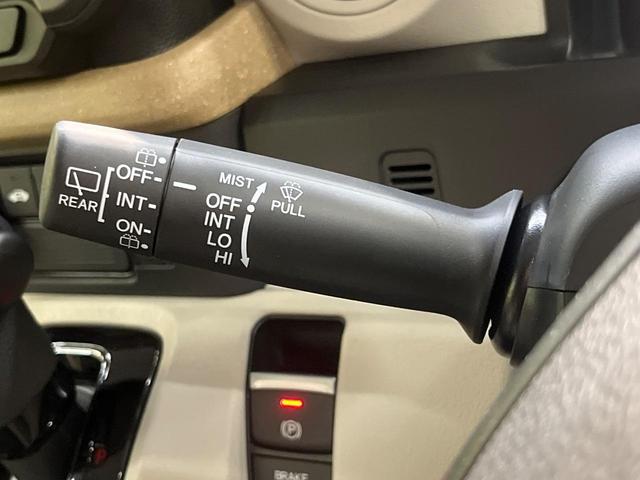 OFF
INT
ON
REAR
MIST
OFF
INT
LO
HI
PULL
P
BRAKE
P